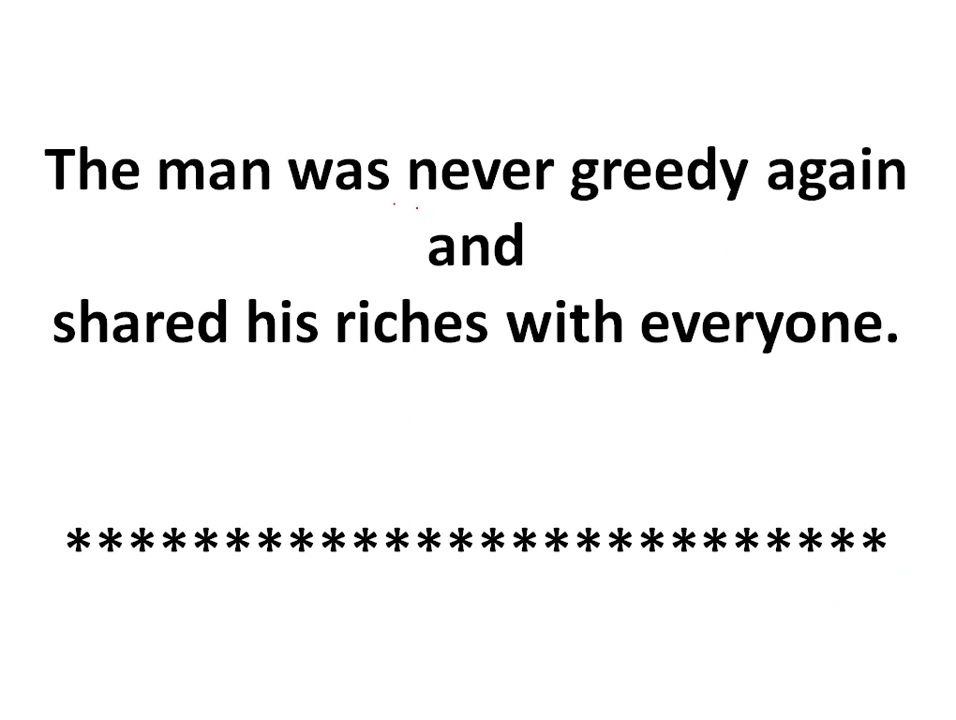 The man was never greedy again
and
shared his riches with everyone.
**************************